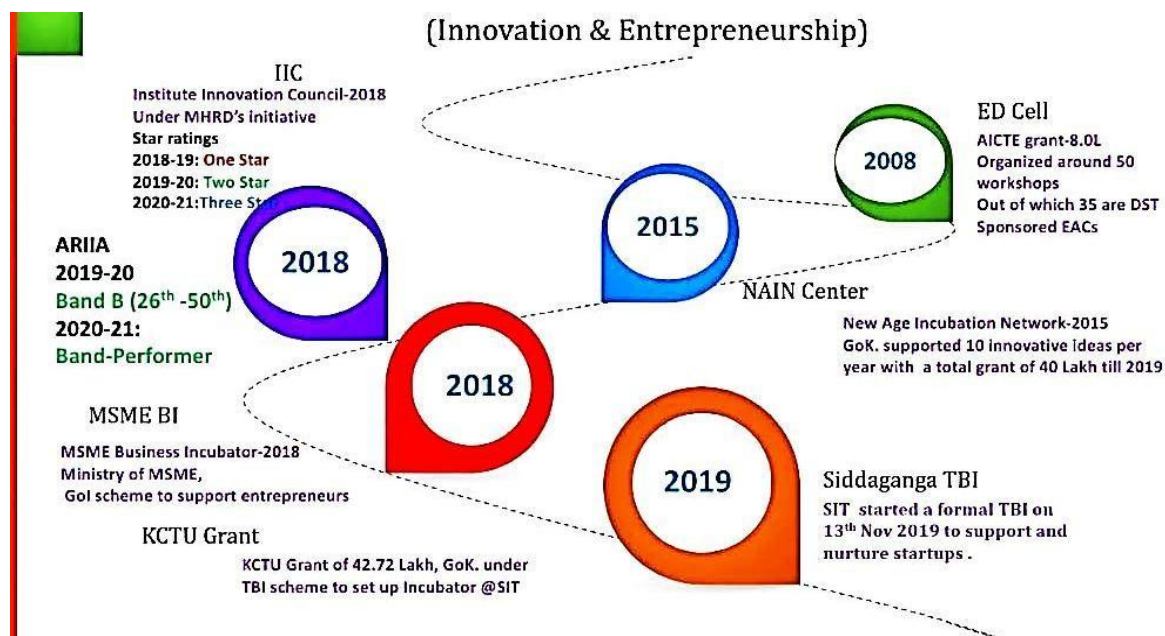 (Innovation & Entrepreneurship)
IIC
Institute Innovation Council-2018
Under MHRD's initiative
Star ratings
2018-19: One Star
2019-20: Two Star
2020-21:Three Star
ARIIA
2019-20
Band B (26th -50th)
2020-21:
Band-Performer
2018
2015
2008
ED Cell
AICTE grant-8.0L
Organized around 50
workshops
Out of which 35 are DST
Sponsored EACs
NAIN Center
New Age Incubation Network-2015
GoK. supported 10 innovative ideas per
year with a total grant of 40 Lakh till 2019
2018
MSME BI
MSME Business Incubator-2018
Ministry of MSME,
GoI scheme to support entrepreneurs
KCTU Grant
KCTU Grant of 42.72 Lakh, GoK. under
TBI scheme to set up Incubator @SIT
2019
Siddaganga TBI
SIT started a formal TBI on
13th Nov 2019 to support and
nurture startups .